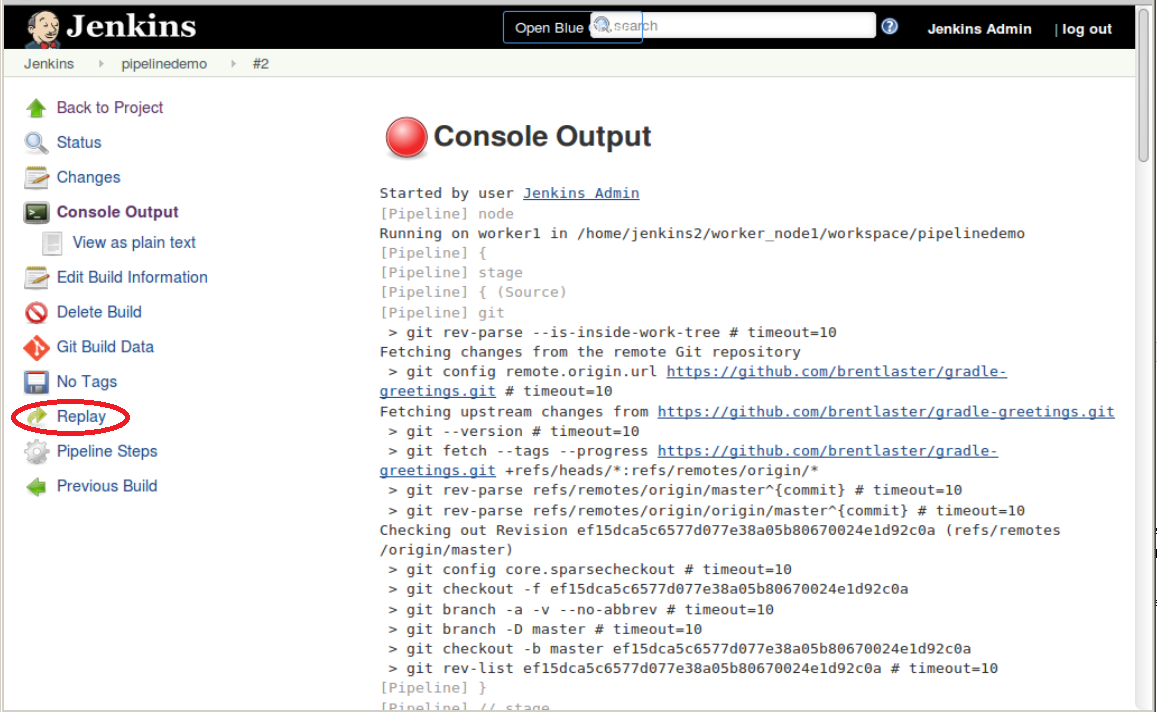 Jenkins
Open Blue
search
Jenkins Admin
| log out
Jenkins
pipelinedemo
#2
Back to Project
Status
Changes
Console Output
View as plain text
Edit Build Information
Delete Build
Git Build Data
No Tags
Replay
Pipeline Steps
Previous Build
Console Output
Started by user Jenkins Admin
[Pipeline] node
Running on worker1 in /home/jenkins2/worker_node1/workspace/pipelinedemo
[Pipeline] {
[Pipeline] stage
[Pipeline] { (Source)
[Pipeline] git
> git rev-parse --is-inside-work-tree # timeout=10
Fetching changes from the remote Git repository
> git config remote.origin.url https://github.com/brentlaster/gradle-
greetings.git # timeout=10
Fetching upstream changes from https://github.com/brentlaster/gradle-greetings.git
> git --version # timeout=10
> git fetch --tags --progress https://github.com/brentlaster/gradle-
greetings.git +refs/heads/*:refs/remotes/origin/*
> git rev-parse refs/remotes/origin/master^{commit} # timeout=10
> git rev-parse refs/remotes/origin/origin/master^{commit} # timeout=10
Checking out Revision ef15dca5c6577d077e38a05b80670024e1d92c0a (refs/remotes
/origin/master)
> git config core.sparsecheckout # timeout=10
> git checkout -f ef15dca5c6577d077e38a05b80670024e1d92c0a
> git branch -a -v --no-abbrev # timeout=10
> git branch -D master # timeout=10
> git checkout -b master ef15dca5c6577d077e38a05b80670024e1d92c0a
> git rev-list ef15dca5c6577d077e38a05b80670024e1d92c0a # timeout=10
[Pipeline] }
[Pipeline] // stage